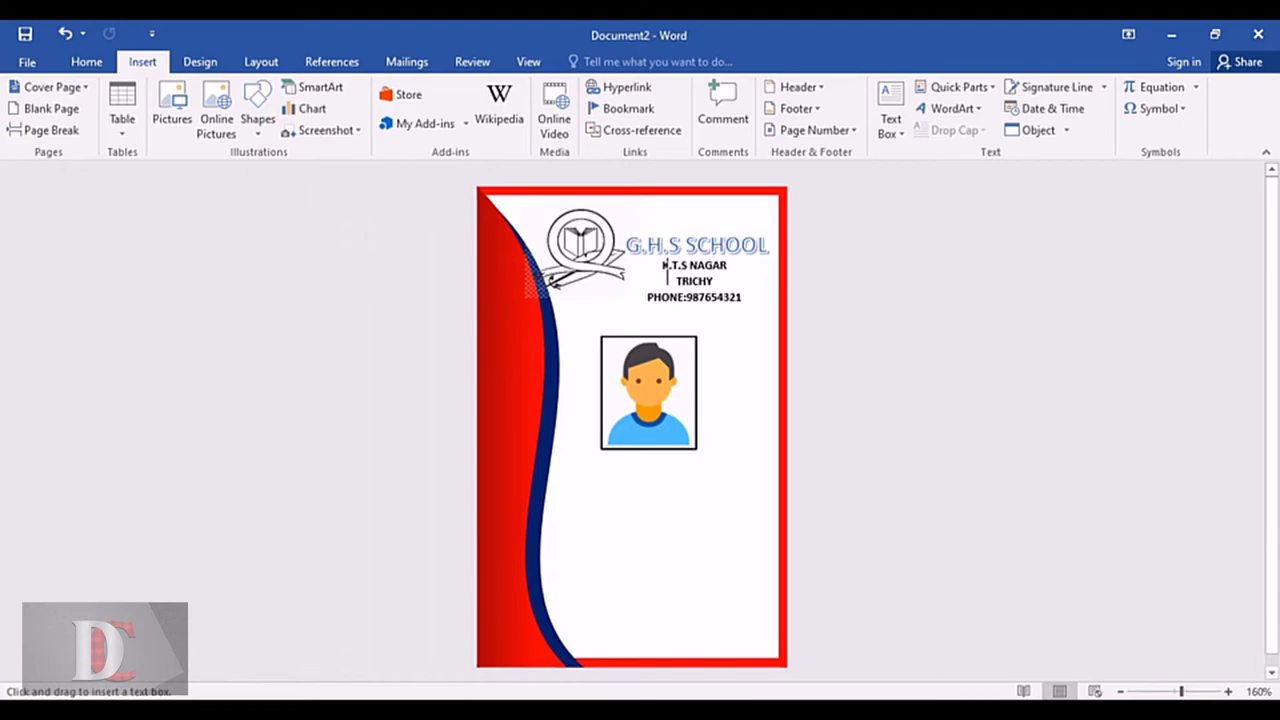 Document2 - Word
File Home Insert Design Layout References Mailings Review View Tell me what you want to do... Sign in Share
Cover Page
Blank Page
Page Break
Pages
Table
Tables
Pictures
Online Pictures
Shapes
SmartArt
Chart
Screenshot
Illustrations
Store
My Add-ins
W
Wikipedia
Add-ins
Online Video
Media
Hyperlink
Bookmark
Cross-reference
Links
Comment
Comments
Header
Footer
Page Number
Header & Footer
Text Box
Quick Parts
WordArt
Drop Cap
Signature Line
Date & Time
Object
Text
Equation
Symbol
Symbols
G.H.S SCHOOL
.T.S NAGAR
TRICHY
PHONE:987654321
DC
Click and drag to insert a text box.
160%